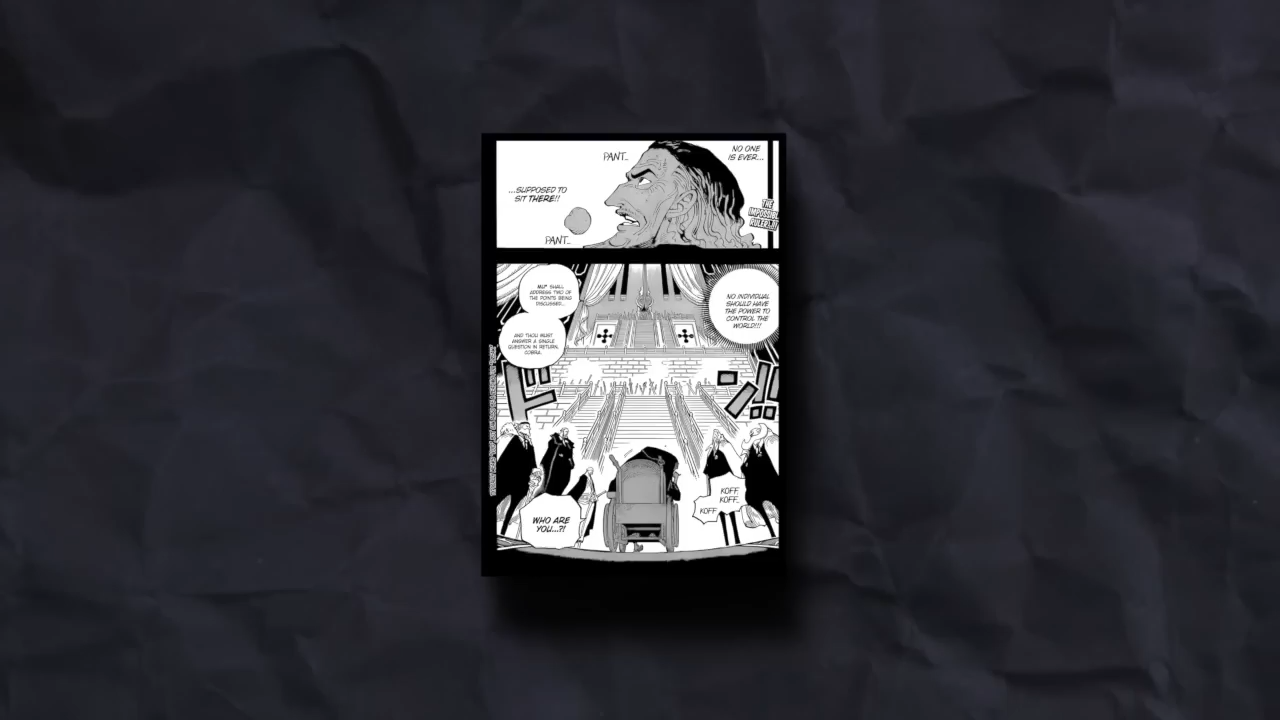 NO ONE
IS EVER...
PANT...
...SUPPOSED TO
SIT THERE!!
PANT...
THE
IMPOSSIBLE
RULER!!!
NO INDIVIDUAL
SHOULD HAVE
THE POWER TO
CONTROL THE
WORLD!!!
MU* SHALL
ADDRESS TWO OF
THE POINTS BEING
DISCUSSED...
AND THOU MUST
ANSWER A SINGLE
QUESTION IN RETURN,
COBRA.
ド
KOFF,
KOFF...
KOFF
WHO ARE
YOU...?!